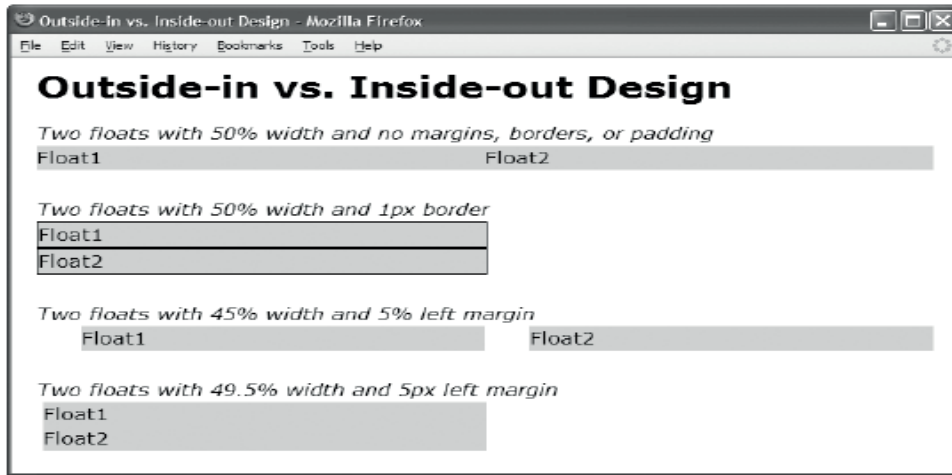 Outside-in vs. Inside-out Design - Mozilla Firefox
File Edit View History Bookmarks Tools Help
Outside-in vs. Inside-out Design
Two floats with 50% width and no margins, borders, or padding
Float1 Float2
Two floats with 50% width and 1px border
Float1
Float2
Two floats with 45% width and 5% left margin
Float1 Float2
Two floats with 49.5% width and 5px left margin
Float1
Float2